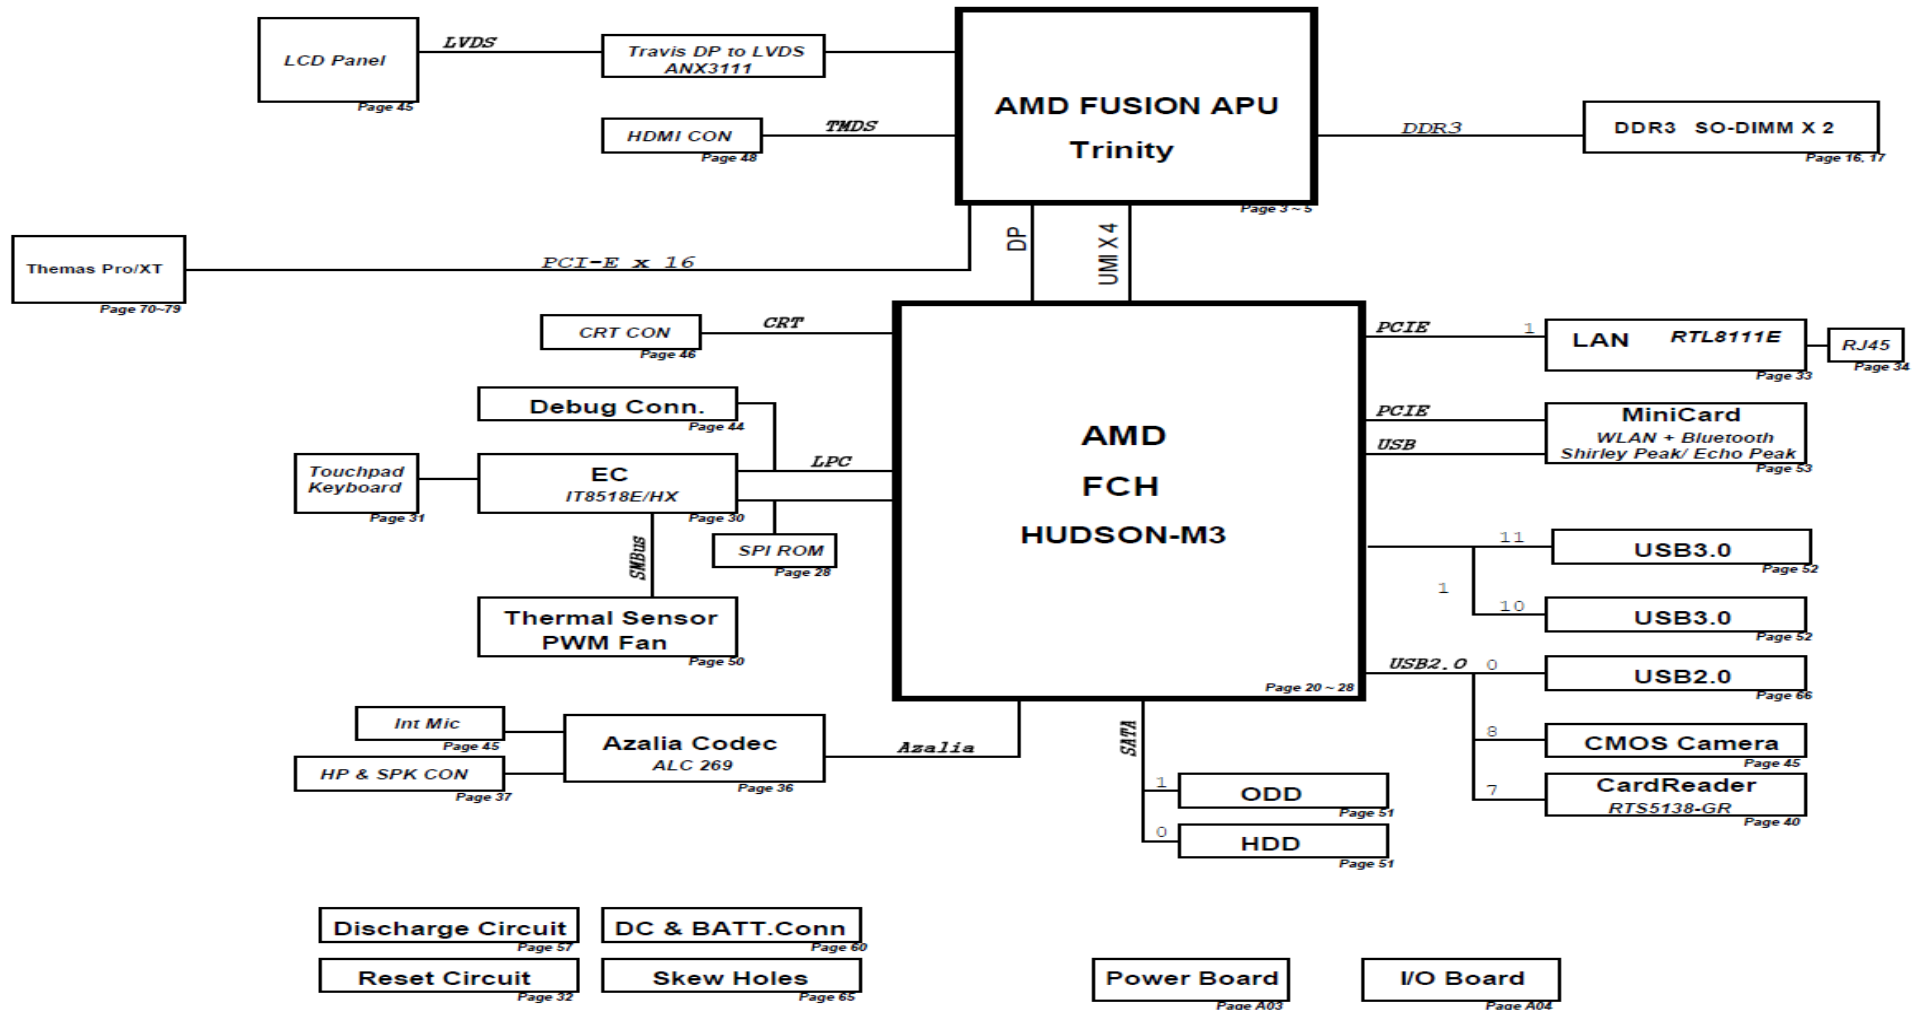 LCD Panel
Page 45
LVDS
Travis DP to LVDS
ANX3111
HDMI CON
Page 48
TMDS
AMD FUSION APU
Trinity
Page 3 ~ 5
DDR3
DDR3 SO-DIMM X 2
Page 16, 17
Themas Pro/XT
Page 70~79
PCI-E x 16
DP
UMI X 4
CRT CON
Page 46
CRT
Debug Conn.
Page 44
Touchpad
Keyboard
Page 31
EC
IT8518E/HX
Page 30
LPC
SPI ROM
Page 28
SMBus
Thermal Sensor
PWM Fan
Page 50
AMD
FCH
HUDSON-M3
Page 20 ~ 28
PCIE
1
LAN RTL8111E
Page 33
RJ45
Page 34
PCIE
USB
MiniCard
WLAN + Bluetooth
Shirley Peak/ Echo Peak
Page 53
11
USB3.0
Page 52
1
10
USB3.0
Page 52
USB2.0
0
USB2.0
Page 66
8
CMOS Camera
Page 45
7
CardReader
RTS5138-GR
Page 40
Int Mic
Page 45
HP & SPK CON
Page 37
Azalia Codec
ALC 269
Page 36
Azalia
SATA
1
ODD
Page 51
0
HDD
Page 51
Discharge Circuit
Page 57
DC & BATT.Conn
Page 60
Reset Circuit
Page 32
Skew Holes
Page 65
Power Board
Page A03
I/O Board
Page A04